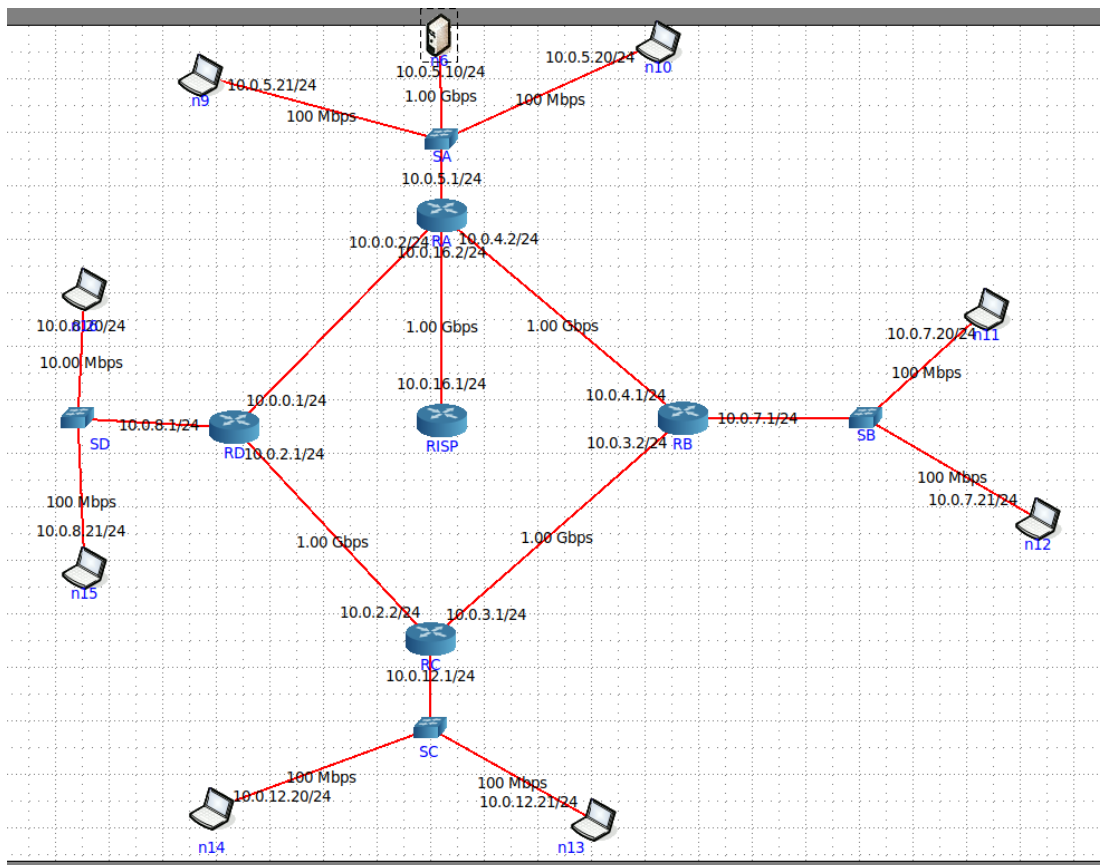 n6
10.0.5.10/24
1.00 Gbps
10.0.5.20/24
n10
100 Mbps
10.0.5.21/24
n9
100 Mbps
SA
10.0.5.1/24
10.0.0.2/24
RA
10.0.4.2/24
10.0.16.2/24
10.0.8.20/24
10.00 Mbps
1.00 Gbps
1.00 Gbps
10.0.7.20/24
n11
100 Mbps
10.0.16.1/24
10.0.4.1/24
10.0.0.1/24
SD
10.0.8.1/24
RD
10.0.2.1/24
RISP
10.0.3.2/24
RB
10.0.7.1/24
SB
100 Mbps
10.0.7.21/24
n12
100 Mbps
10.0.8.21/24
n15
1.00 Gbps
1.00 Gbps
10.0.2.2/24
10.0.3.1/24
RC
10.0.12.1/24
SC
100 Mbps
10.0.12.20/24
n14
100 Mbps
10.0.12.21/24
n13